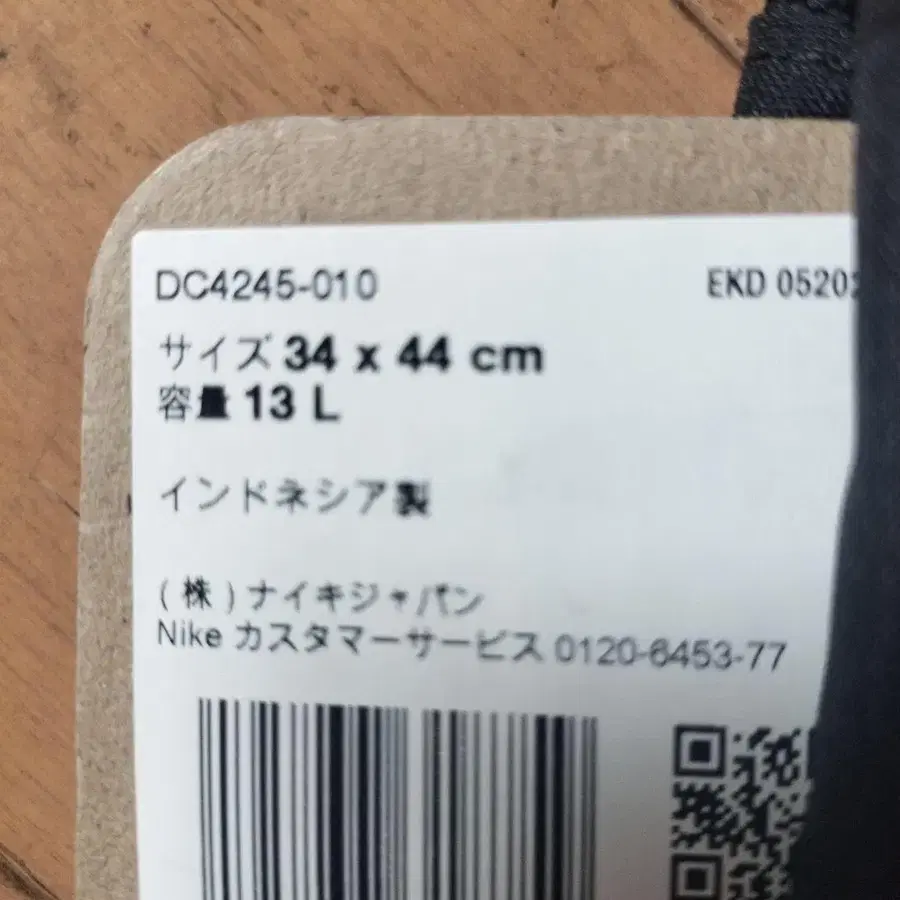 DC4245-010 EKD 0520
サイズ 34 x 44 cm
容量 13 L
インドネシア製
(株)ナイキジャパン
Nike カスタマーサービス 0120-6453-77